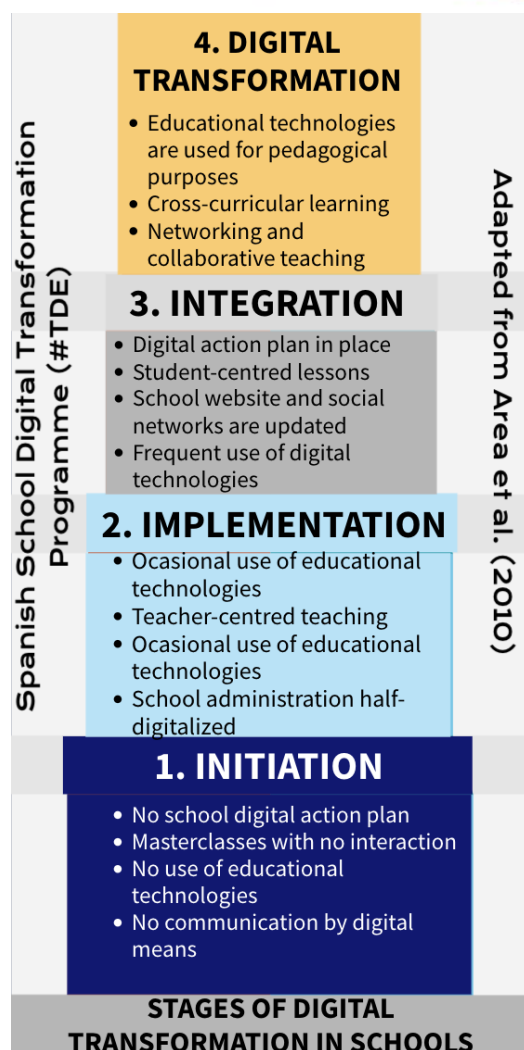 4. DIGITAL
TRANSFORMATION
• Educational technologies
are used for pedagogical
purposes
• Cross-curricular learning
• Networking and
collaborative teaching
3. INTEGRATION
• Digital action plan in place
• Student-centred lessons
• School website and social
networks are updated
• Frequent use of digital
technologies
2. IMPLEMENTATION
• Ocasional use of educational
technologies
• Teacher-centred teaching
• Ocasional use of educational
technologies
• School administration half-
digitalized
1. INITIATION
• No school digital action plan
• Masterclasses with no interaction
• No use of educational
technologies
• No communication by digital
means
STAGES OF DIGITAL
TRANSFORMATION IN SCHOOLS
Spanish School Digital Transformation
Programme (#TDE)
Adapted from Area et al. (2010)